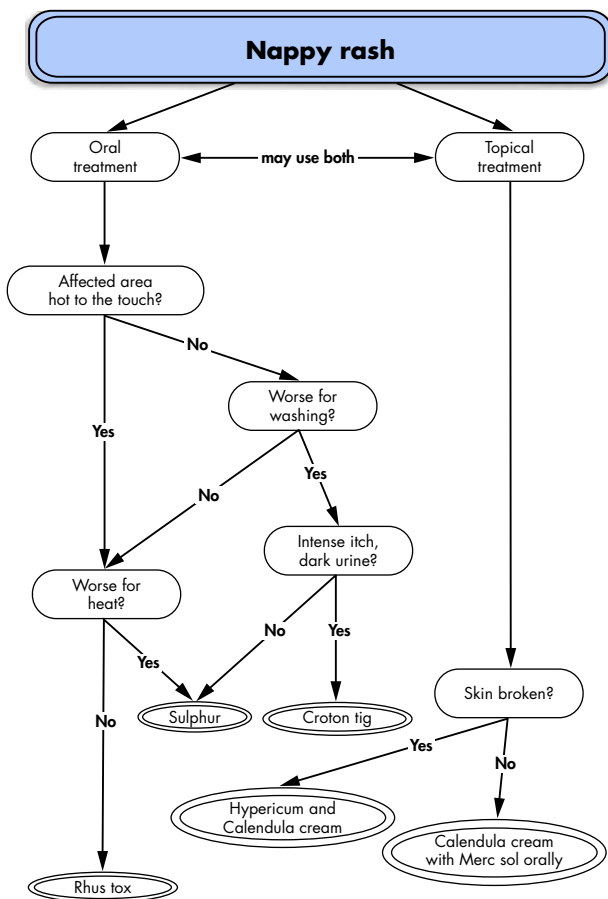 Nappy rash
Oral
treatment
may use both
Topical
treatment
Affected area
hot to the touch?
No
Worse for
washing?
Yes
No
Yes
Intense itch,
dark urine?
Worse for
heat?
No
Yes
Yes
Skin broken?
Sulphur
Croton tig
No
Yes
No
Hypericum and
Calendula cream
Calendula cream
with Merc sol orally
Rhus tox